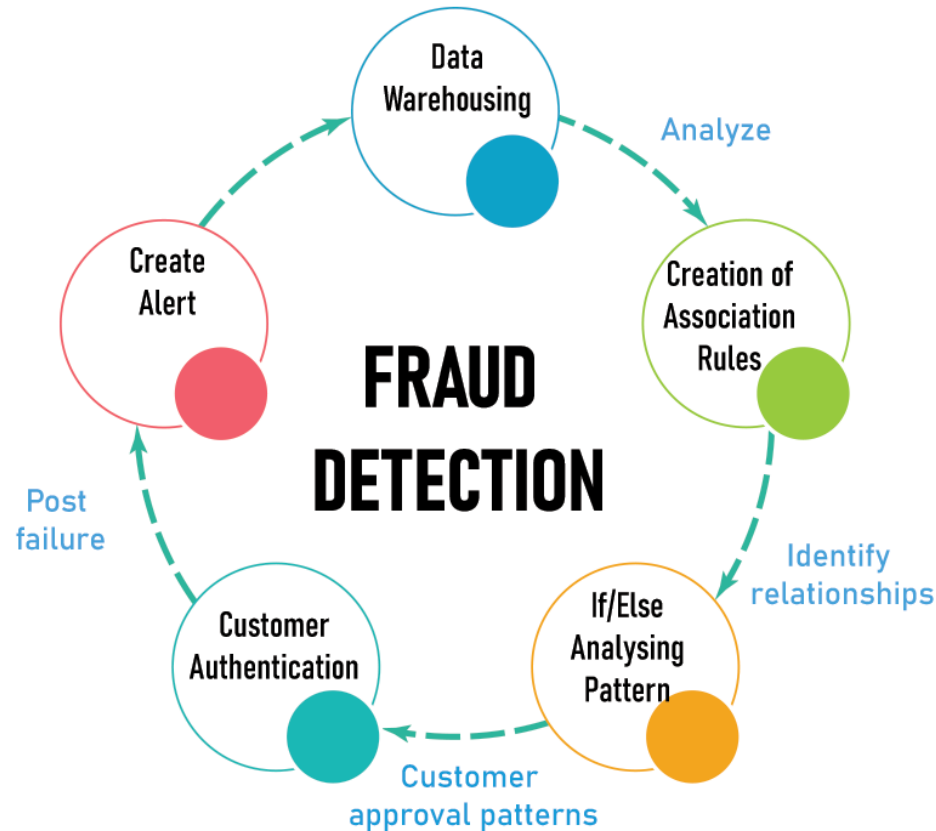 Data
Warehousing
Analyze
Creation of
Association
Rules
Identify
relationships
If/Else
Analysing
Pattern
Customer
approval patterns
Customer
Authentication
Post
failure
Create
Alert
FRAUD
DETECTION